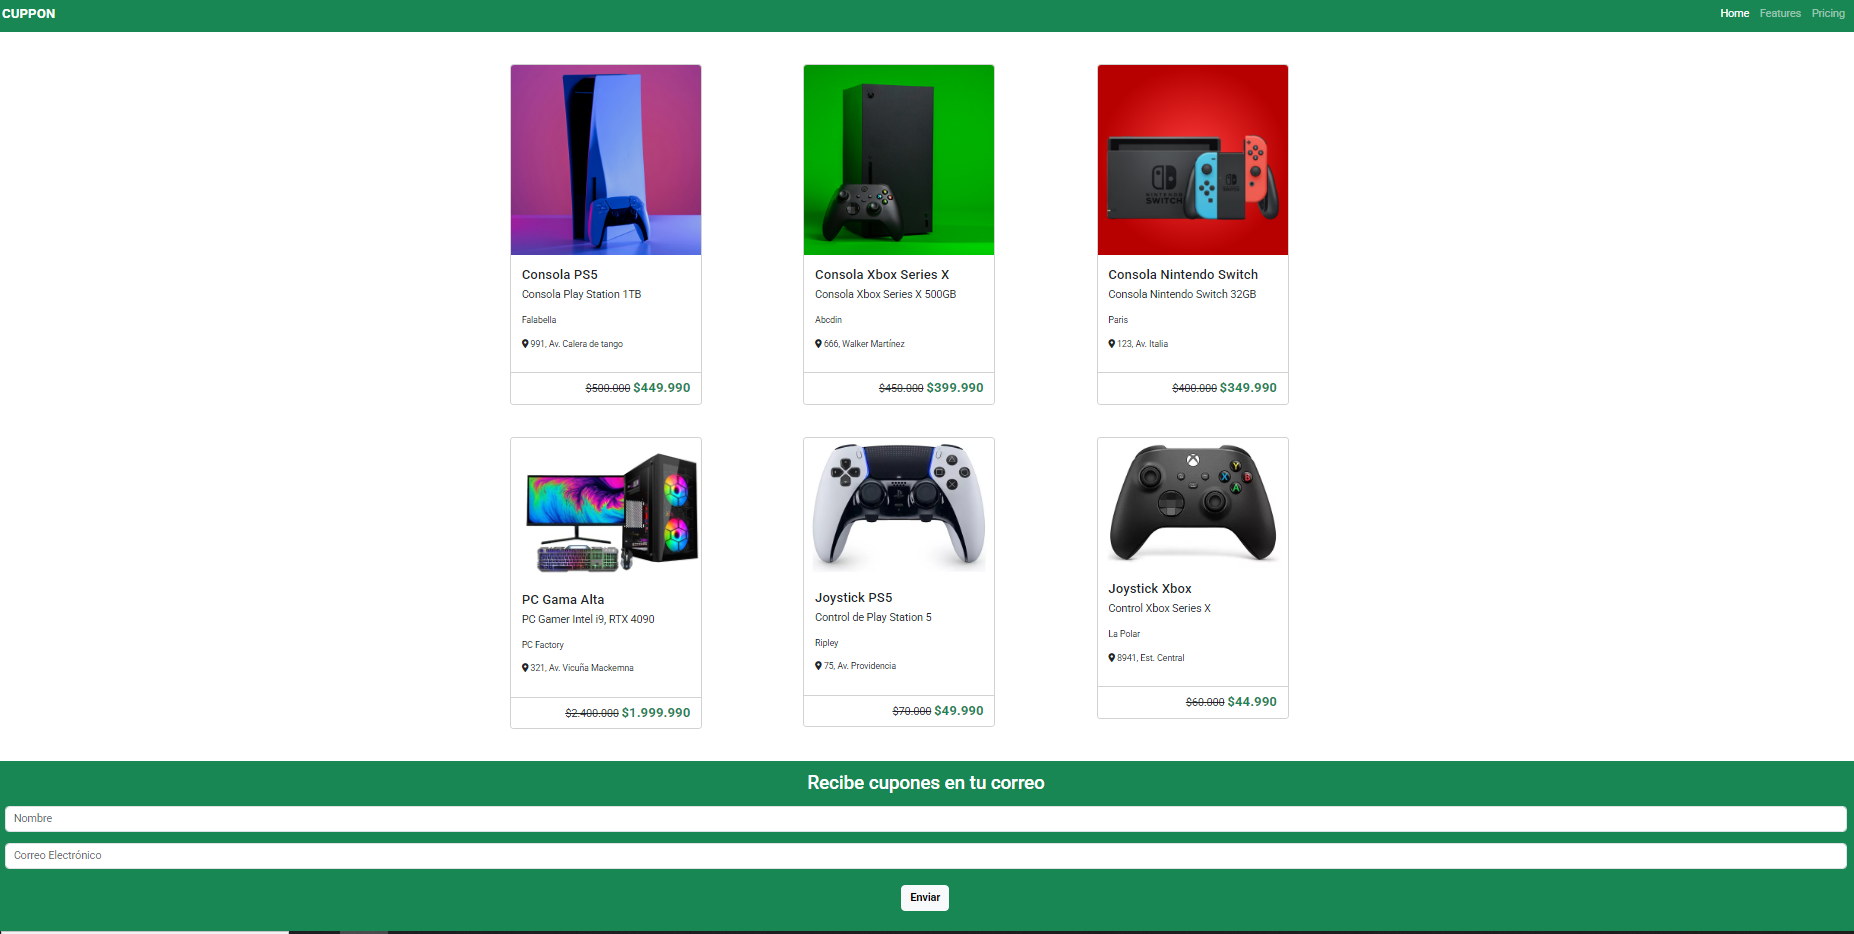 CUPPON
Home Features Pricing
NINTENDO
SWITCH
Consola PS5
Consola Play Station 1TB
Falabella
991, Av. Calera de tango
$500.000 $449.990
Consola Xbox Series X
Consola Xbox Series X 500GB
Abcdin
666, Walker Martínez
$450.000 $399.990
Consola Nintendo Switch
Consola Nintendo Switch 32GB
Paris
123, Av. Italia
$400.000 $349.990
PC Gama Alta
PC Gamer Intel i9, RTX 4090
PC Factory
321, Av. Vicuña Mackemna
$2.400.000 $1.999.990
Joystick PS5
Control de Play Station 5
Ripley
75, Av. Providencia
$70.000 $49.990
Y
X B
A
Joystick Xbox
Control Xbox Series X
La Polar
8941, Est. Central
$60.000 $44.990
Recibe cupones en tu correo
Nombre
Correo Electrónico
Enviar